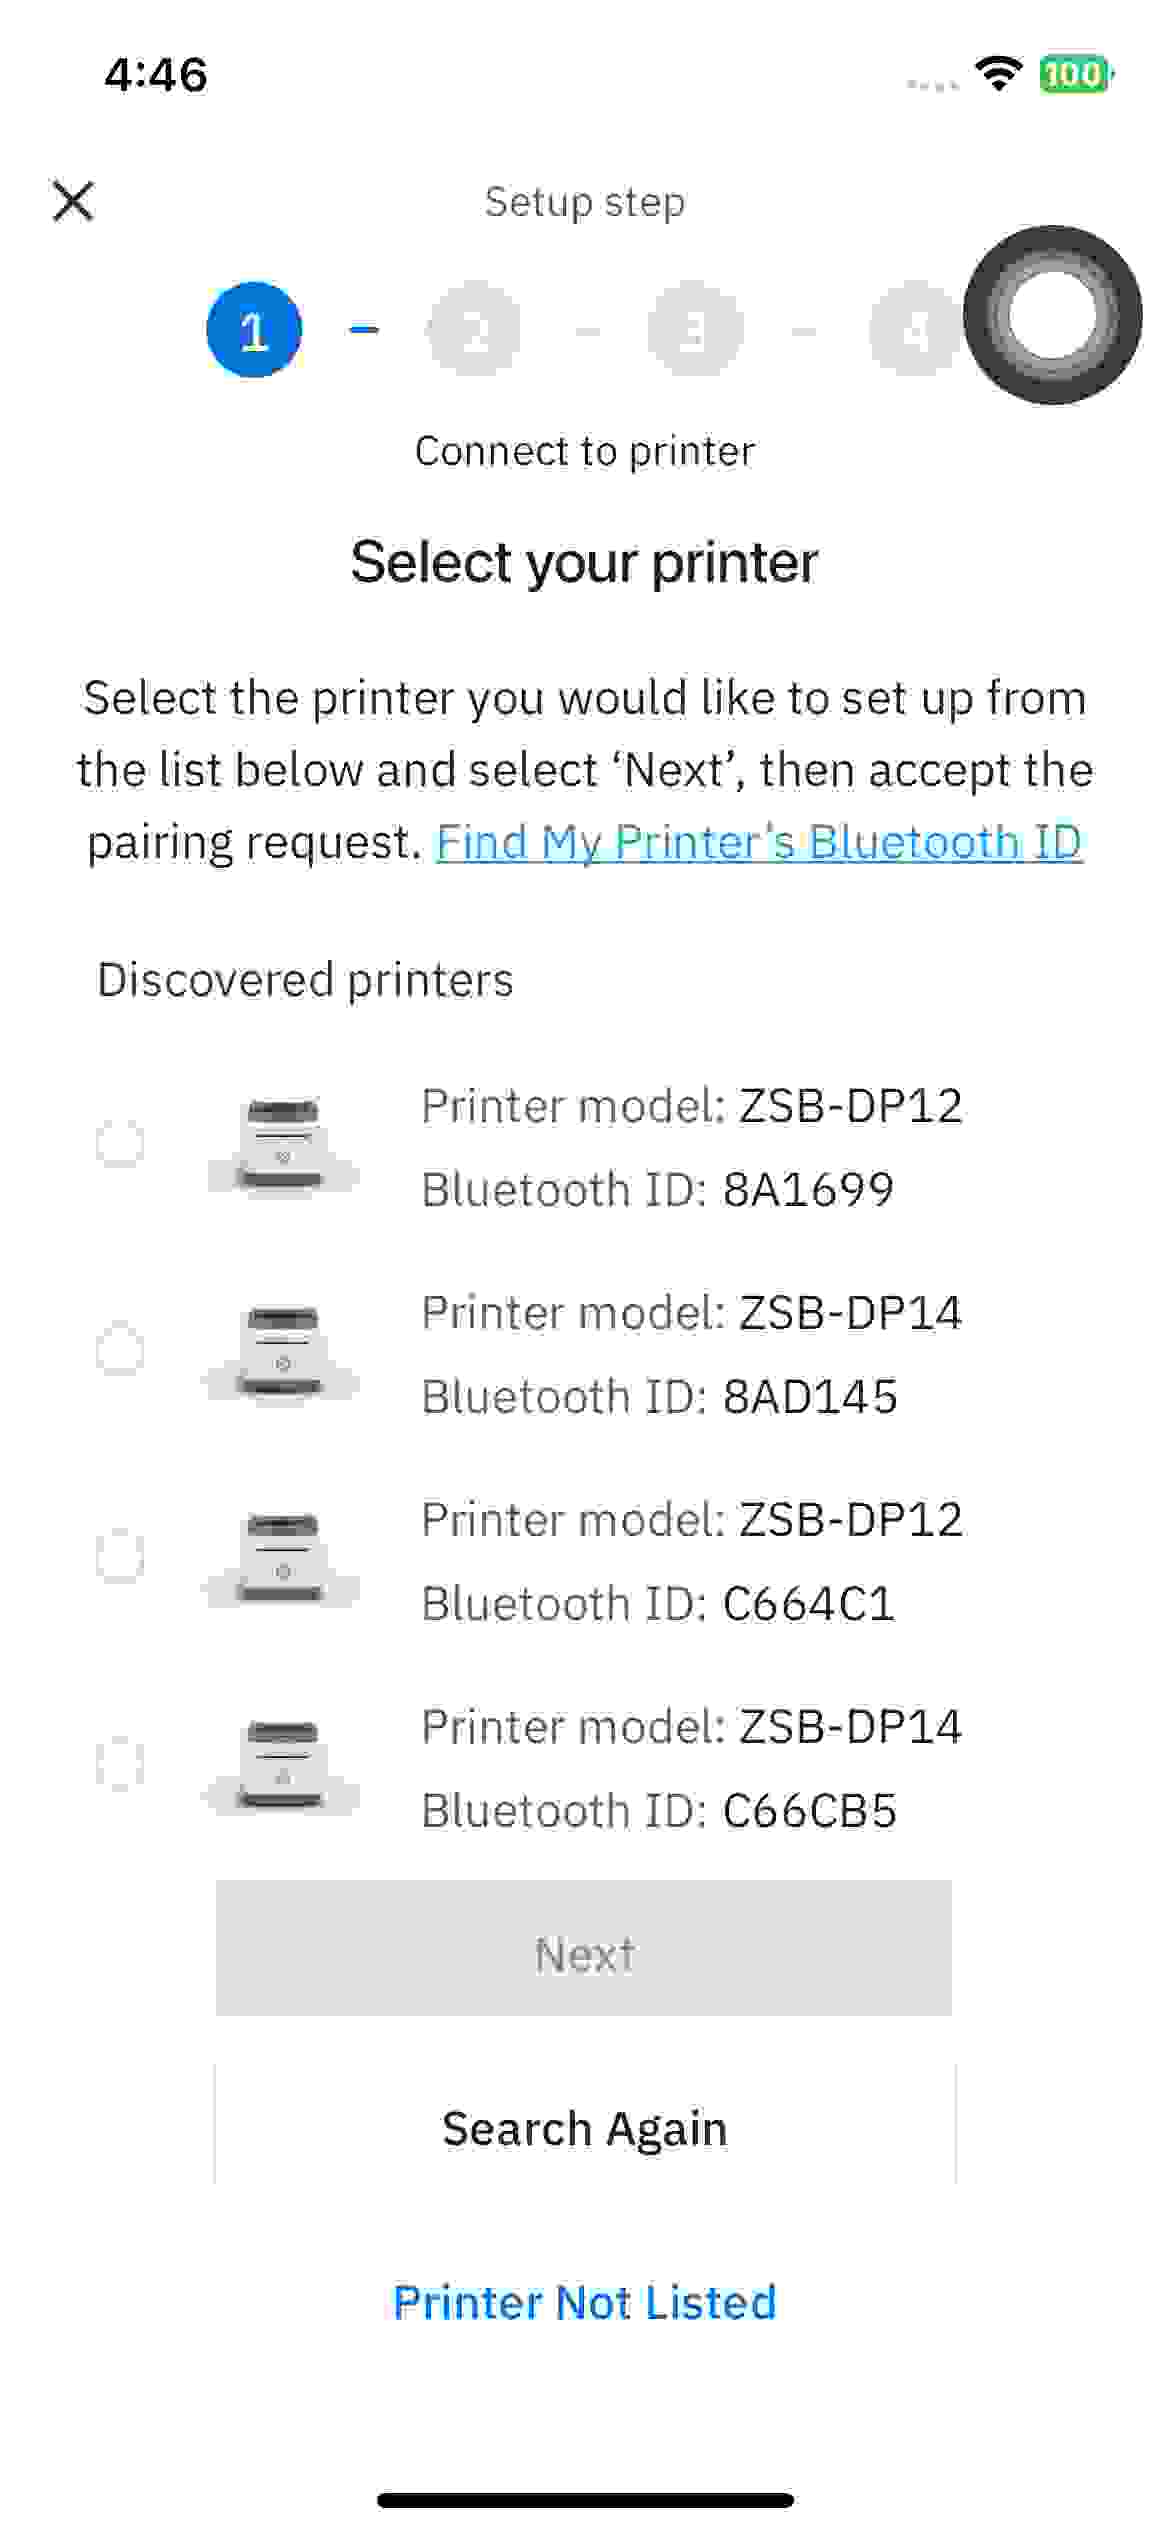 4:46
100
Setup step
1
2
3
4
Connect to printer
Select your printer
Select the printer you would like to set up from
the list below and select ‘Next’, then accept the
pairing request. Find My Printer's Bluetooth ID
Discovered printers
Printer model: ZSB-DP12
Bluetooth ID: 8A1699
Printer model: ZSB-DP14
Bluetooth ID: 8AD145
Printer model: ZSB-DP12
Bluetooth ID: C664C1
Printer model: ZSB-DP14
Bluetooth ID: C66CB5
Next
Search Again
Printer Not Listed